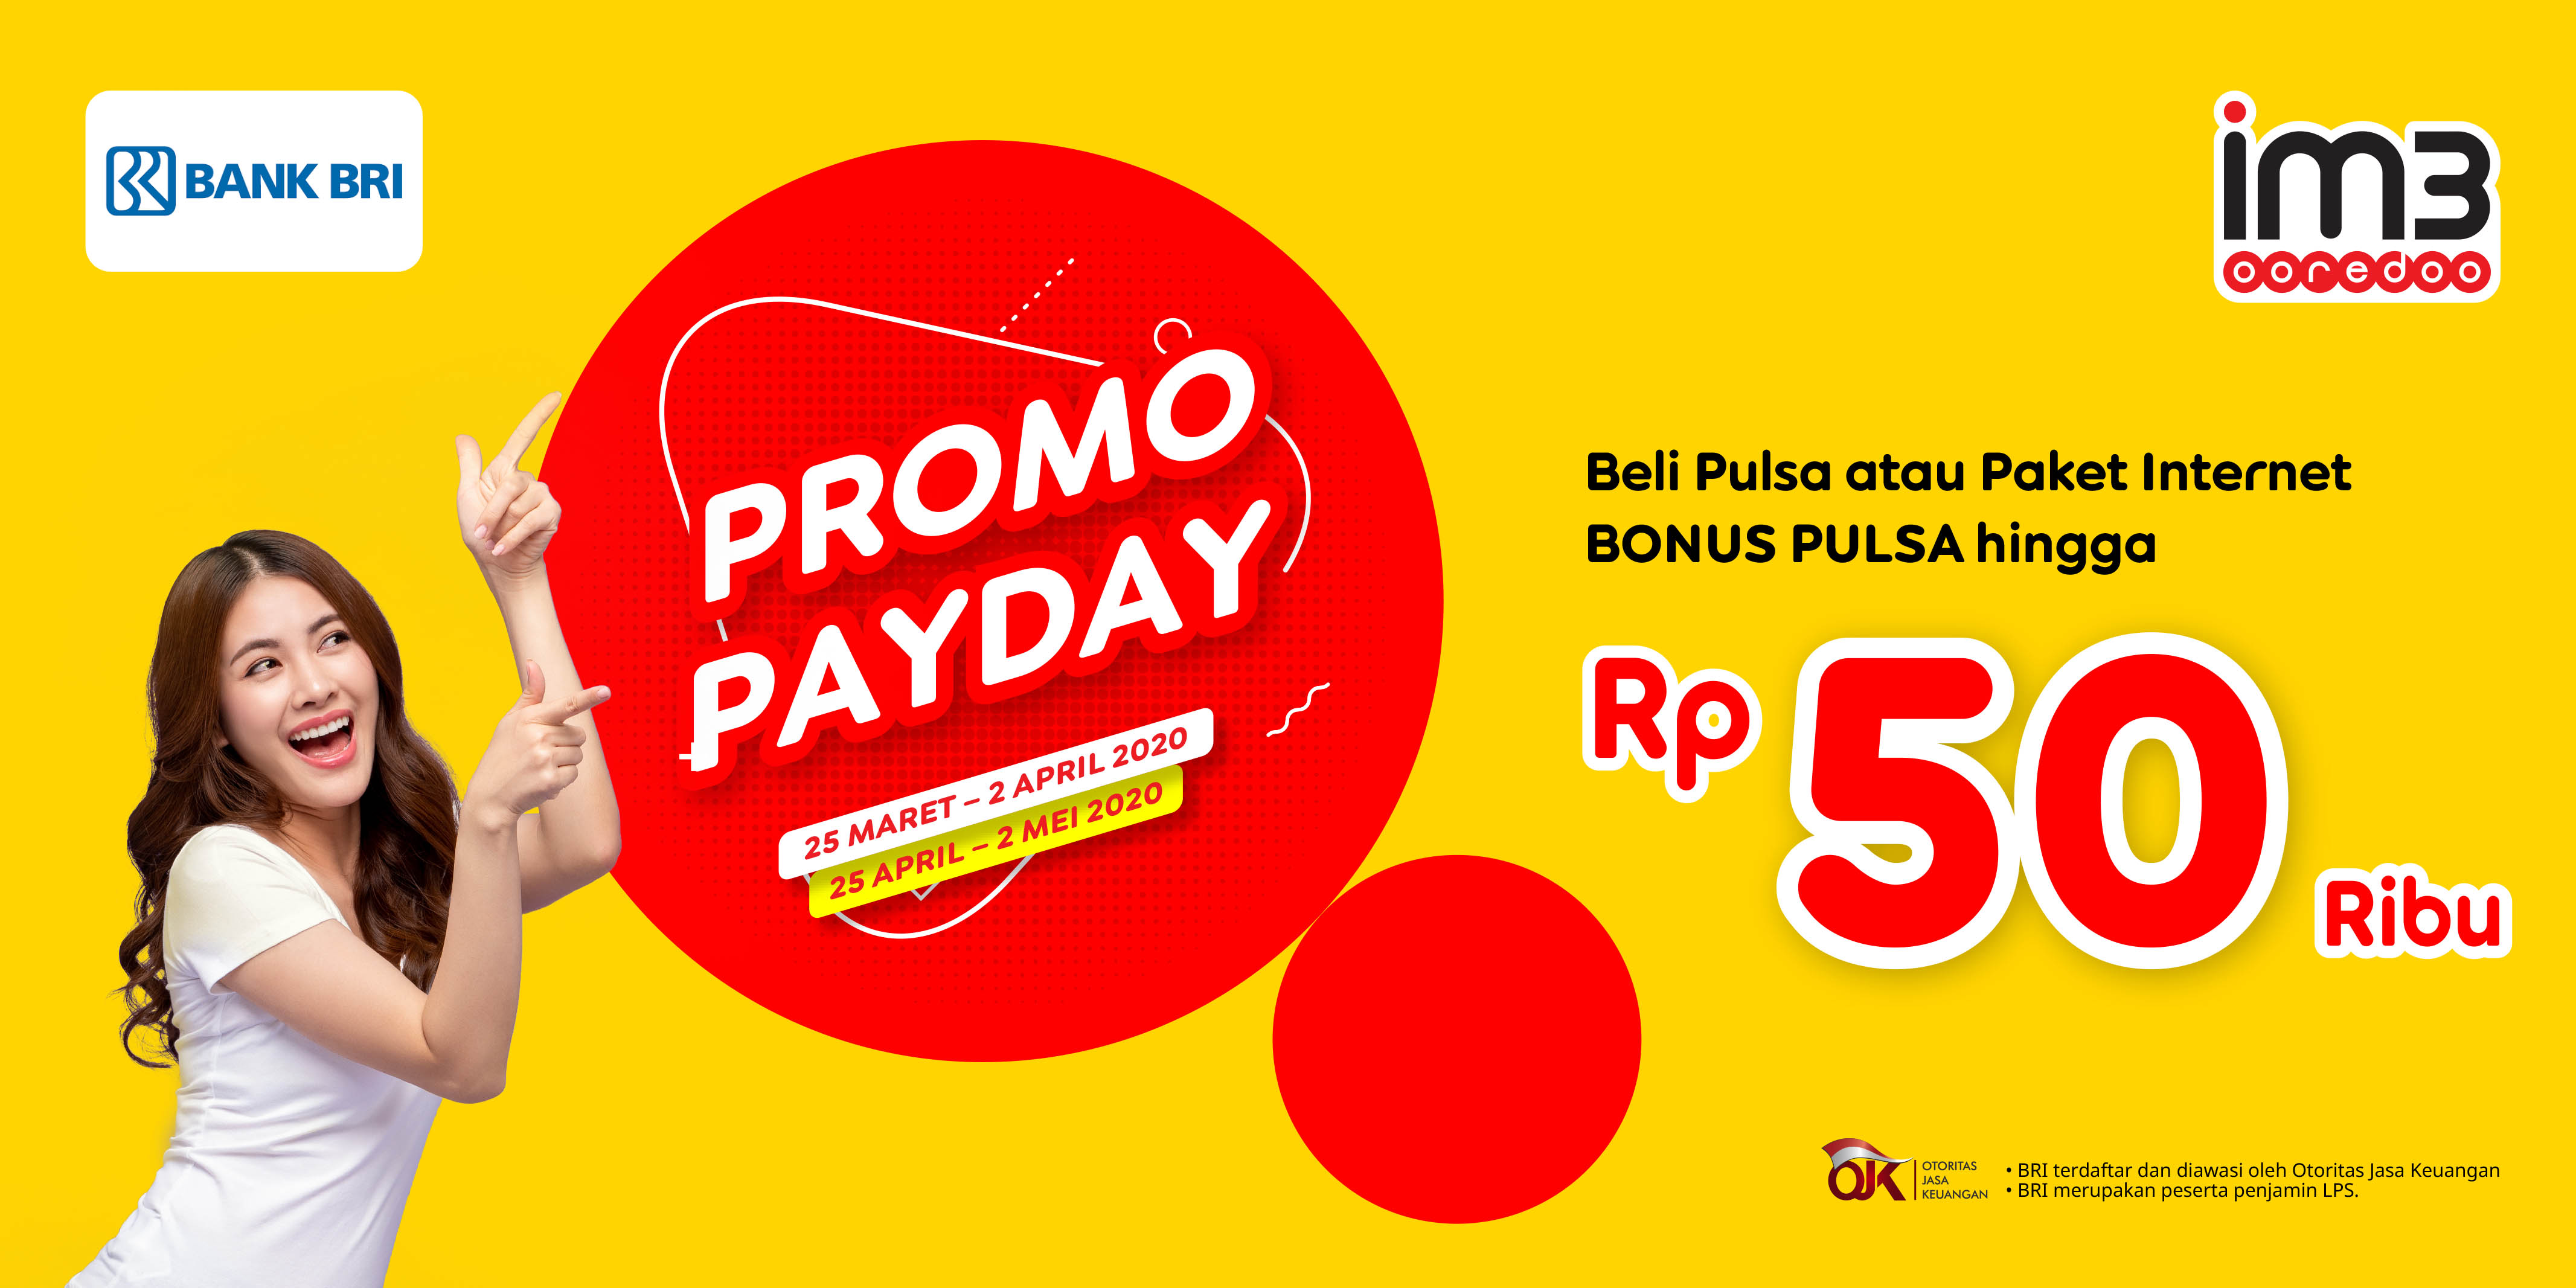 BANK BRI
im3
ooredoo
PROMO
PAYDAY
25 MARET – 2 APRIL 2020
25 APRIL – 2 MEI 2020
Beli Pulsa atau Paket Internet
BONUS PULSA hingga
Rp 50 Ribu
OJK
OTORITAS
JASA
KEUANGAN
• BRI terdaftar dan diawasi oleh Otoritas Jasa Keuangan
• BRI merupakan peserta penjamin LPS.